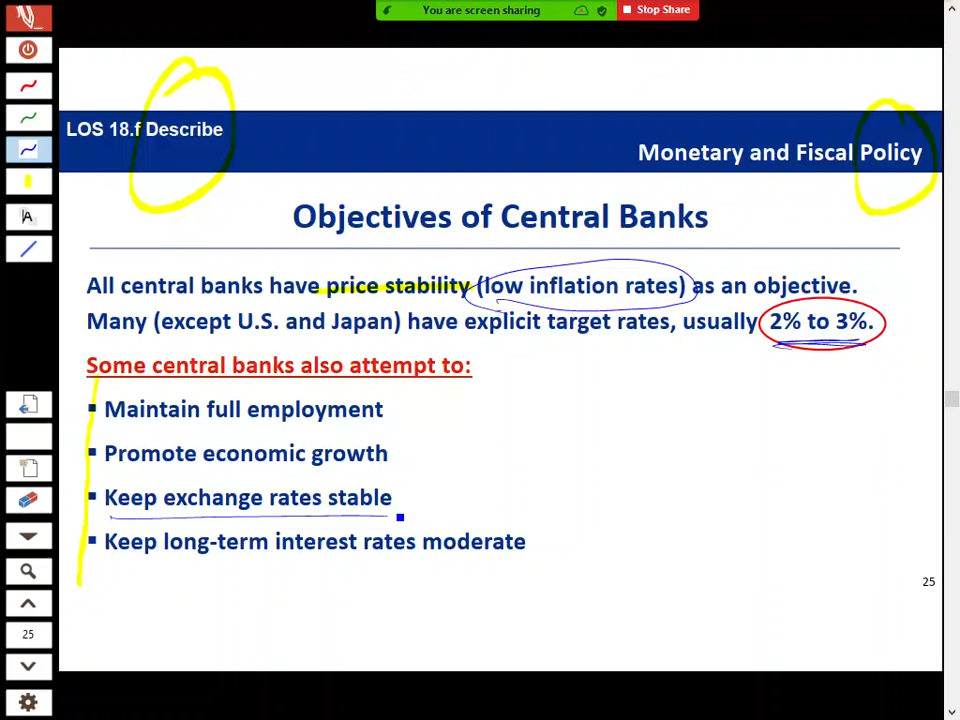 You are screen sharing
Stop Share
LOS 18.f Describe
Monetary and Fiscal Policy
Objectives of Central Banks
All central banks have price stability (low inflation rates) as an objective.
Many (except U.S. and Japan) have explicit target rates, usually 2% to 3%.
Some central banks also attempt to:
▪ Maintain full employment
▪ Promote economic growth
▪ Keep exchange rates stable
▪ Keep long-term interest rates moderate
25
A
25